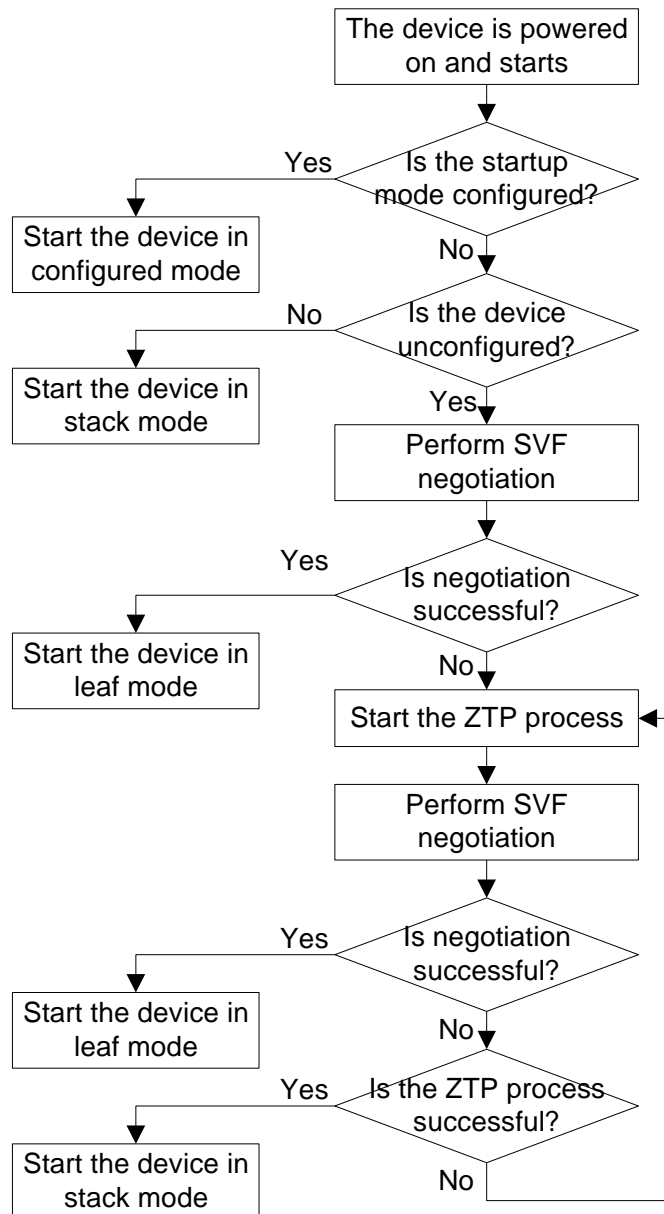 The device is powered
on and starts
Yes
Is the startup
mode configured?
Start the device in
configured mode
No
No
Is the device
unconfigured?
Start the device in
stack mode
Yes
Perform SVF
negotiation
Yes
Is negotiation
successful?
Start the device in
leaf mode
No
Start the ZTP process
Perform SVF
negotiation
Yes
Is negotiation
successful?
Start the device in
leaf mode
No
Yes
Is the ZTP process
successful?
Start the device in
stack mode
No